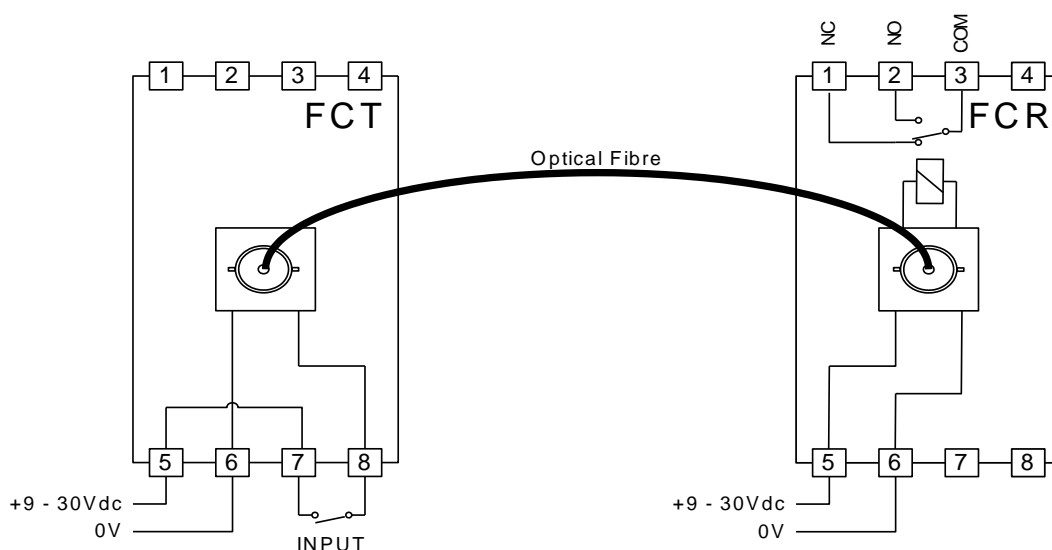 NC NO COM
1 2 3 4
1 2 3 4
FCT
FCR
Optical Fibre
5 6 7 8
5 6 7 8
+9 - 30Vdc
+9 - 30Vdc
0V
0V
INPUT